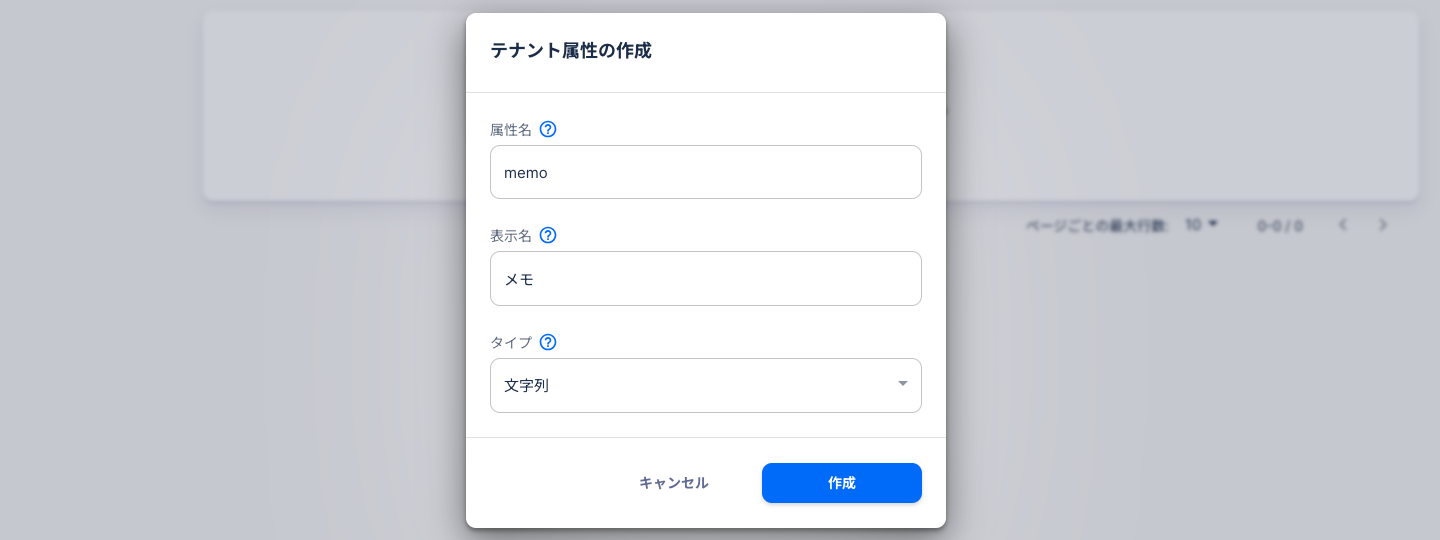 テナント属性の作成
属性名
memo
表示名
メモ
タイプ
文字列
キャンセル
作成
ページごとの最大行数: 10 0-0 / 0